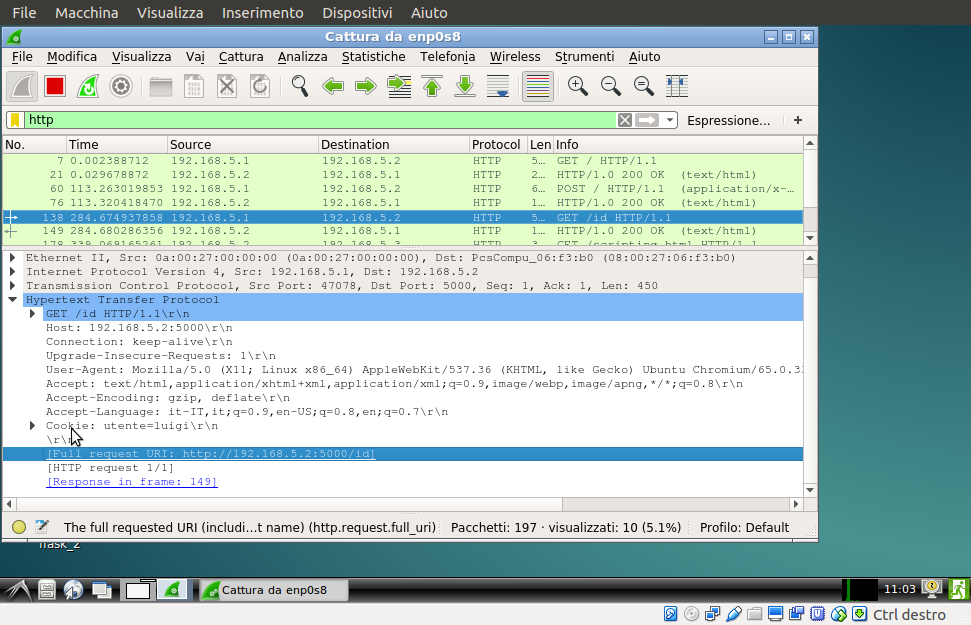 File Macchina Visualizza Inserimento Dispositivi Aiuto
Cattura da enp0s8
File Modifica Visualizza Vai Cattura Analizza Statistiche Telefonia Wireless Strumenti Aiuto
http Espressione... +
No. Time Source Destination Protocol Len Info
7 0.002388712 192.168.5.1 192.168.5.2 HTTP 5… GET / HTTP/1.1
21 0.029678872 192.168.5.2 192.168.5.1 HTTP 2… HTTP/1.0 200 OK (text/html)
60 113.263019853 192.168.5.1 192.168.5.2 HTTP 6… POST / HTTP/1.1 (application/x-…
76 113.320418470 192.168.5.2 192.168.5.1 HTTP 1… HTTP/1.0 200 OK (text/html)
138 284.674937858 192.168.5.1 192.168.5.2 HTTP 5… GET /id HTTP/1.1
149 284.680286356 192.168.5.2 192.168.5.1 HTTP 1… HTTP/1.0 200 OK (text/html)
178 339.069165261 192.168.5.2 192.168.5.3 HTTP 3 GET /scripting.html HTTP/1.1
Ethernet II, Src: 0a:00:27:00:00:00 (0a:00:27:00:00:00), Dst: PcsCompu_06:f3:b0 (08:00:27:06:f3:b0)
Internet Protocol Version 4, Src: 192.168.5.1, Dst: 192.168.5.2
Transmission Control Protocol, Src Port: 47078, Dst Port: 5000, Seq: 1, Ack: 1, Len: 450
Hypertext Transfer Protocol
GET /id HTTP/1.1\r\n
Host: 192.168.5.2:5000\r\n
Connection: keep-alive\r\n
Upgrade-Insecure-Requests: 1\r\n
User-Agent: Mozilla/5.0 (X11; Linux x86_64) AppleWebKit/537.36 (KHTML, like Gecko) Ubuntu Chromium/65.0.3
Accept: text/html,application/xhtml+xml,application/xml;q=0.9,image/webp,image/apng,*/*;q=0.8\r\n
Accept-Encoding: gzip, deflate\r\n
Accept-Language: it-IT,it;q=0.9,en-US;q=0.8,en;q=0.7\r\n
Cookie: utente=luigi\r\n
\r\n
[Full request URI: http://192.168.5.2:5000/id]
[HTTP request 1/1]
[Response in frame: 149]
The full requested URI (includi…t name) (http.request.full_uri) Pacchetti: 197 · visualizzati: 10 (5.1%) Profilo: Default
flask_2
Cattura da enp0s8 11:03
Ctrl destro